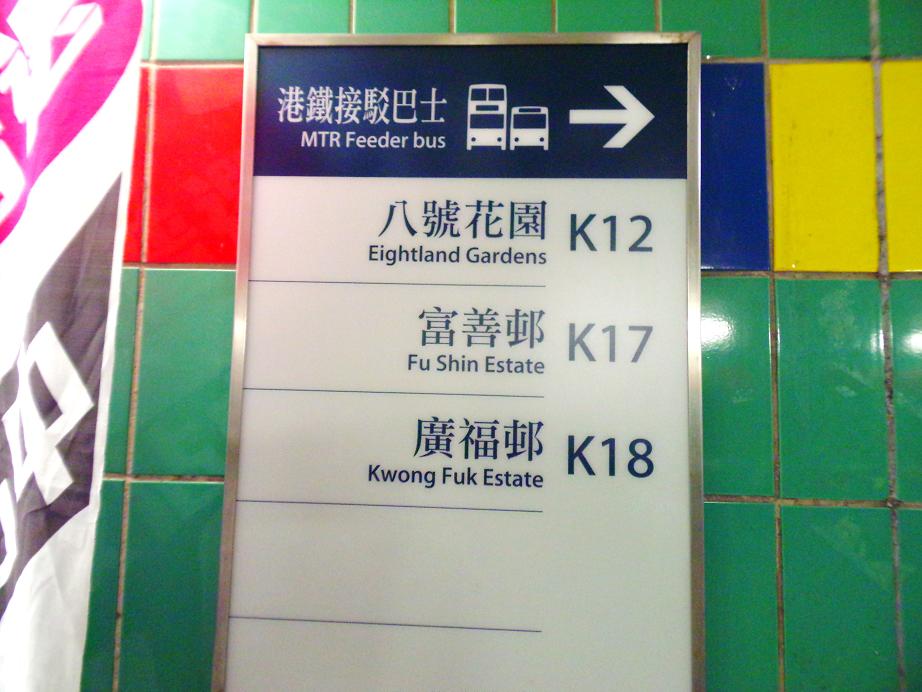 港鐵接駁巴士
MTR Feeder bus
八號花園
Eightland Gardens
K12
富善邨
Fu Shin Estate
K17
廣福邨
Kwong Fuk Estate
K18